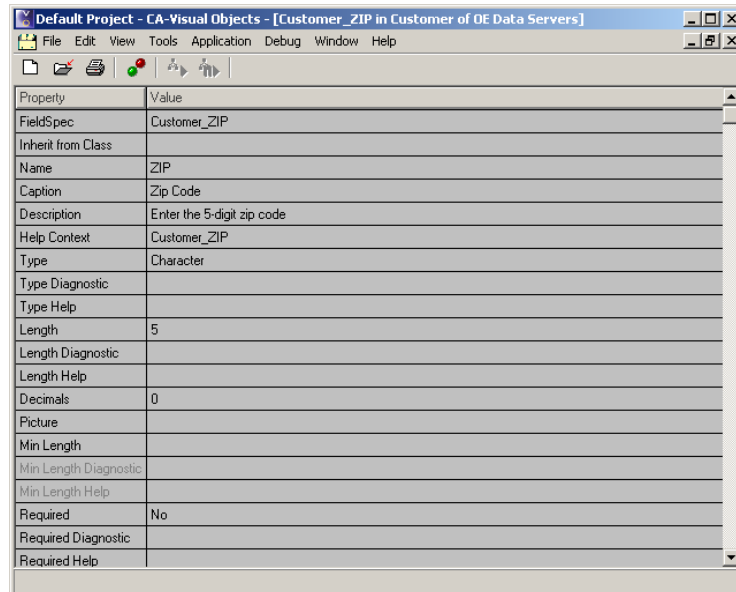 Default Project - CA-Visual Objects - [Customer_ZIP in Customer of OE Data Servers]
File Edit View Tools Application Debug Window Help
Property Value
FieldSpec Customer_ZIP
Inherit from Class
Name ZIP
Caption Zip Code
Description Enter the 5-digit zip code
Help Context Customer_ZIP
Type Character
Type Diagnostic
Type Help
Length 5
Length Diagnostic
Length Help
Decimals 0
Picture
Min Length
Min Length Diagnostic
Min Length Help
Required No
Required Diagnostic
Required Help